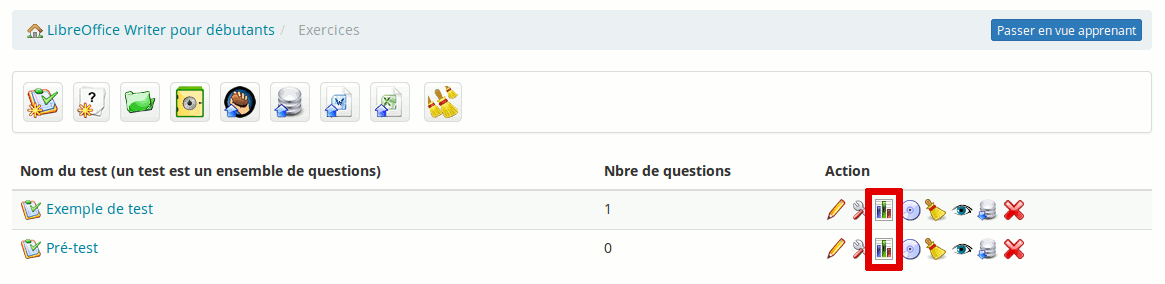 LibreOffice Writer pour débutants / Exercices
Passer en vue apprenant
Nom du test (un test est un ensemble de questions) Nbre de questions Action
Exemple de test 1
Pré-test 0